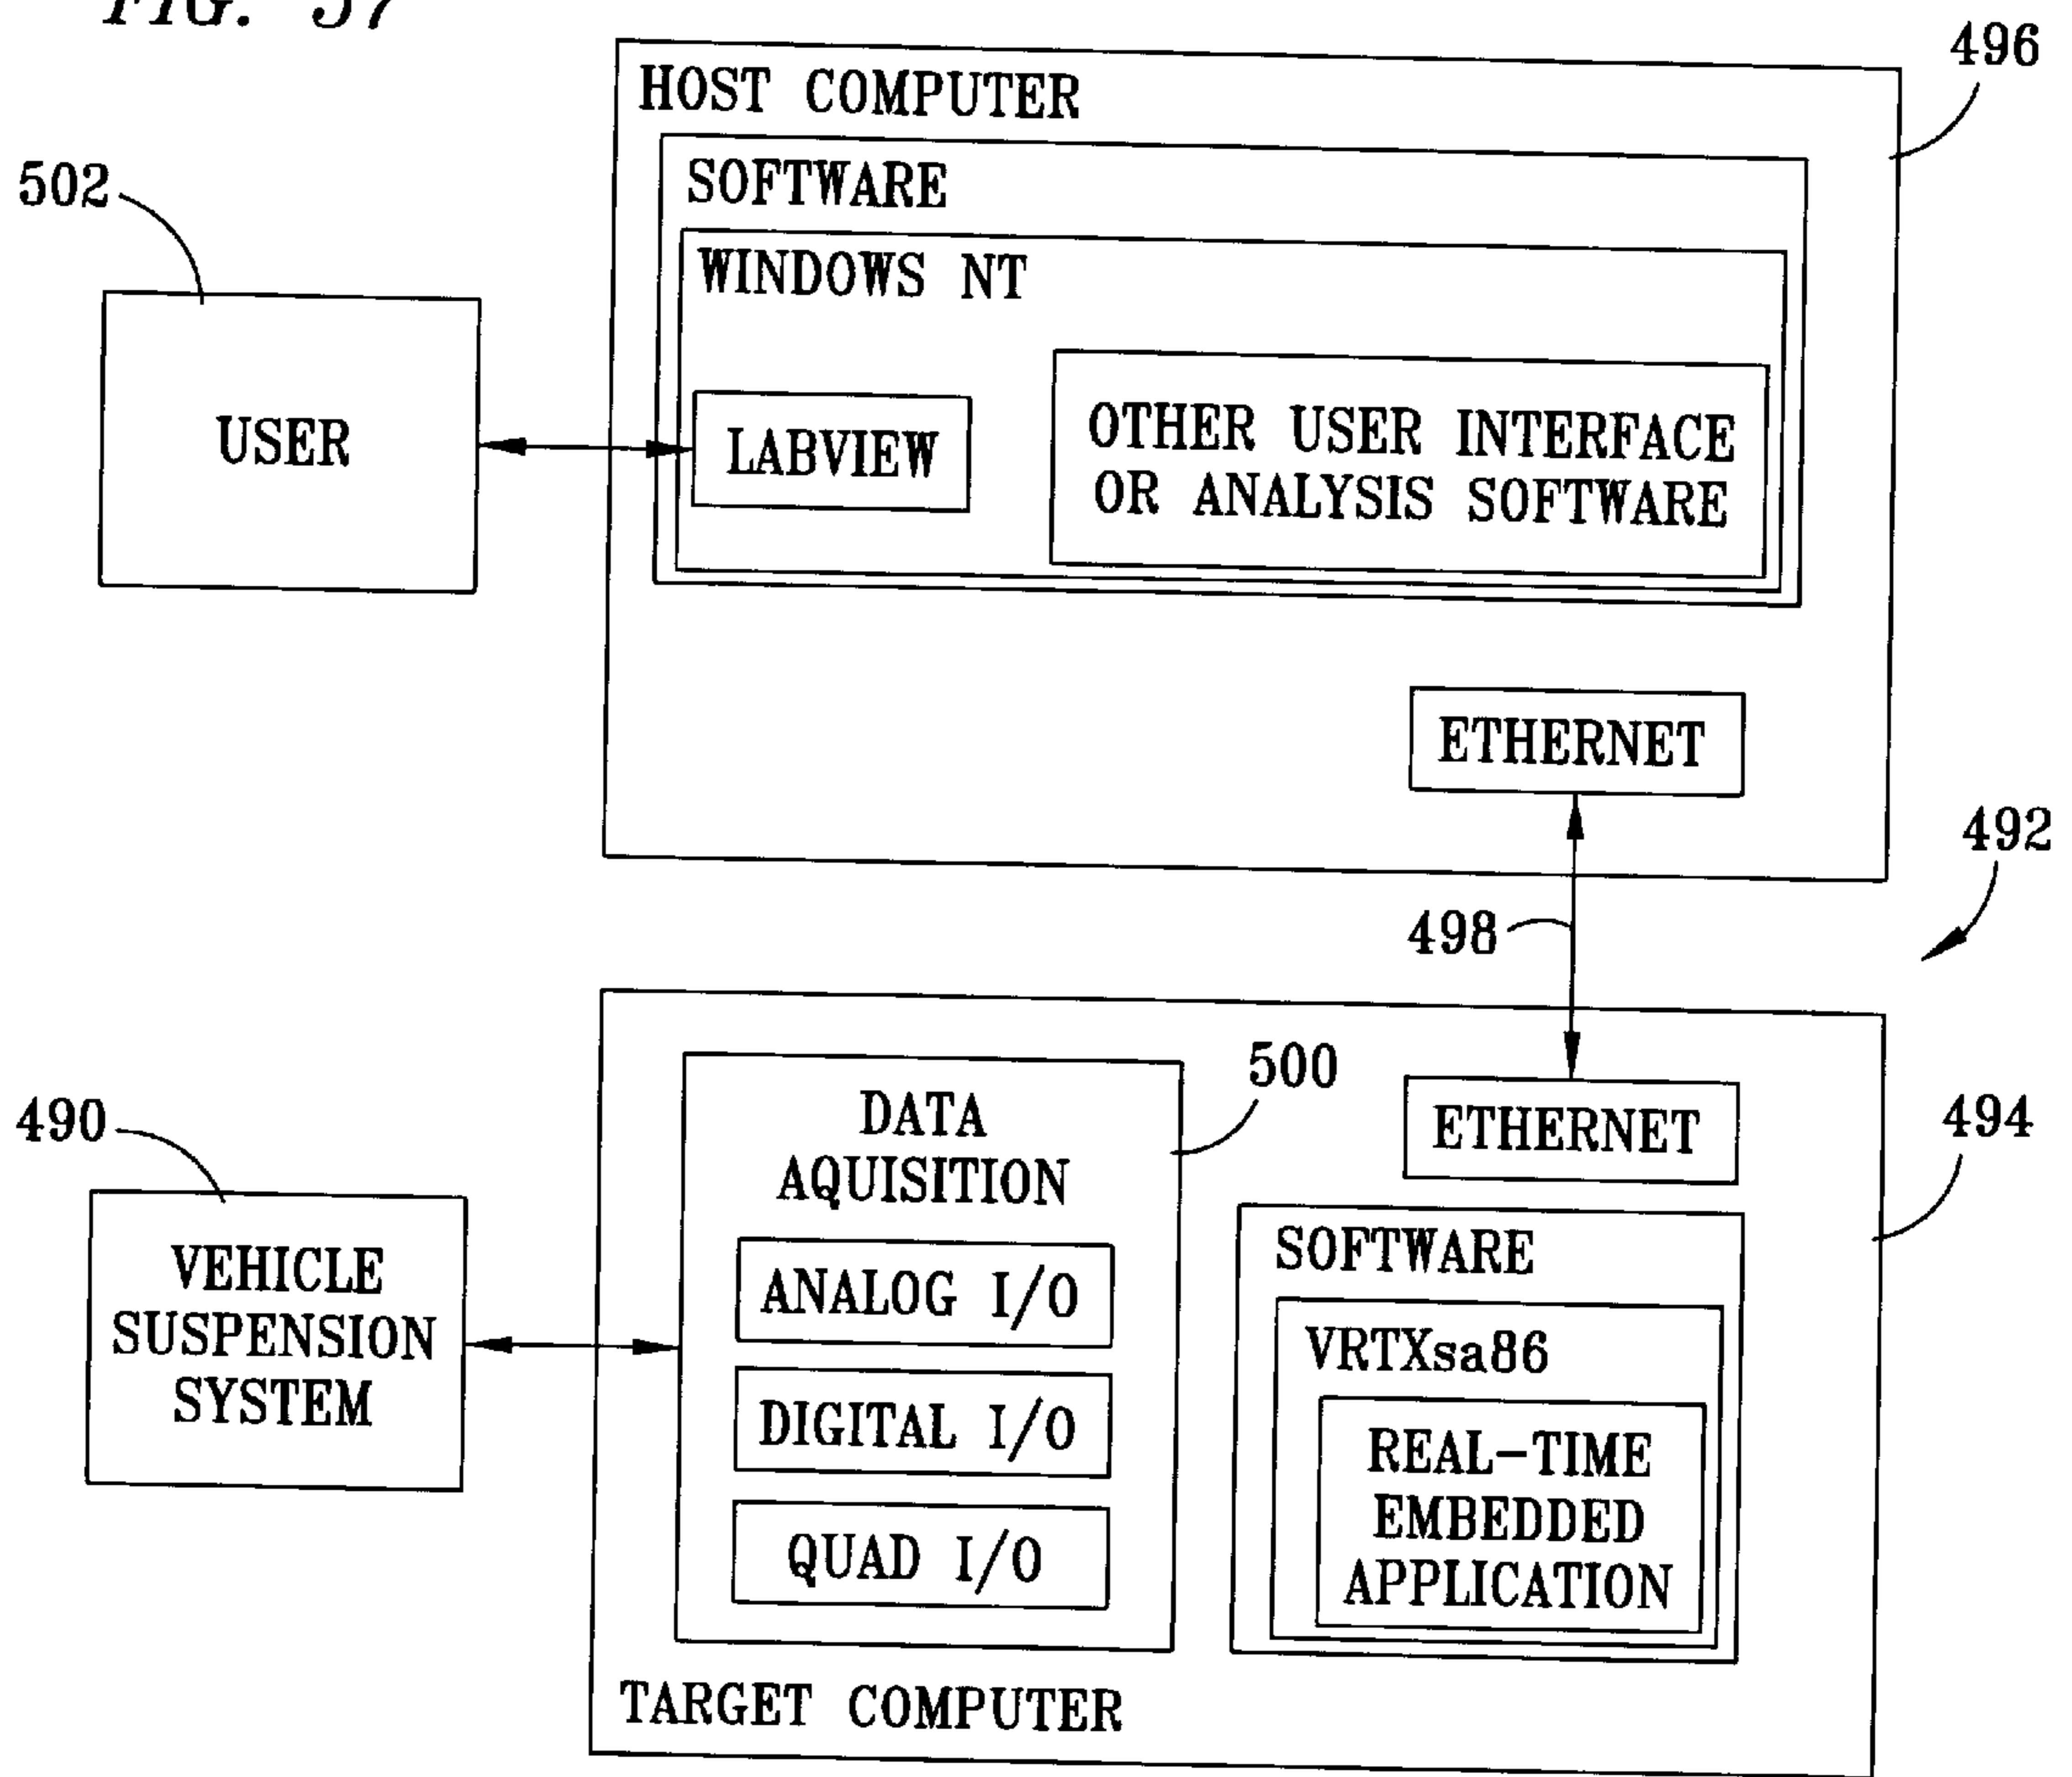 FIG. 37
HOST COMPUTER
496
SOFTWARE
502
WINDOWS NT
USER
LABVIEW
OTHER USER INTERFACE
OR ANALYSIS SOFTWARE
ETHERNET
492
498
500
DATA
AQUISITION
ETHERNET
494
490
VEHICLE
SUSPENSION
SYSTEM
ANALOG I/O
DIGITAL I/O
QUAD I/O
SOFTWARE
VRTXsa86
REAL-TIME
EMBEDDED
APPLICATION
TARGET COMPUTER